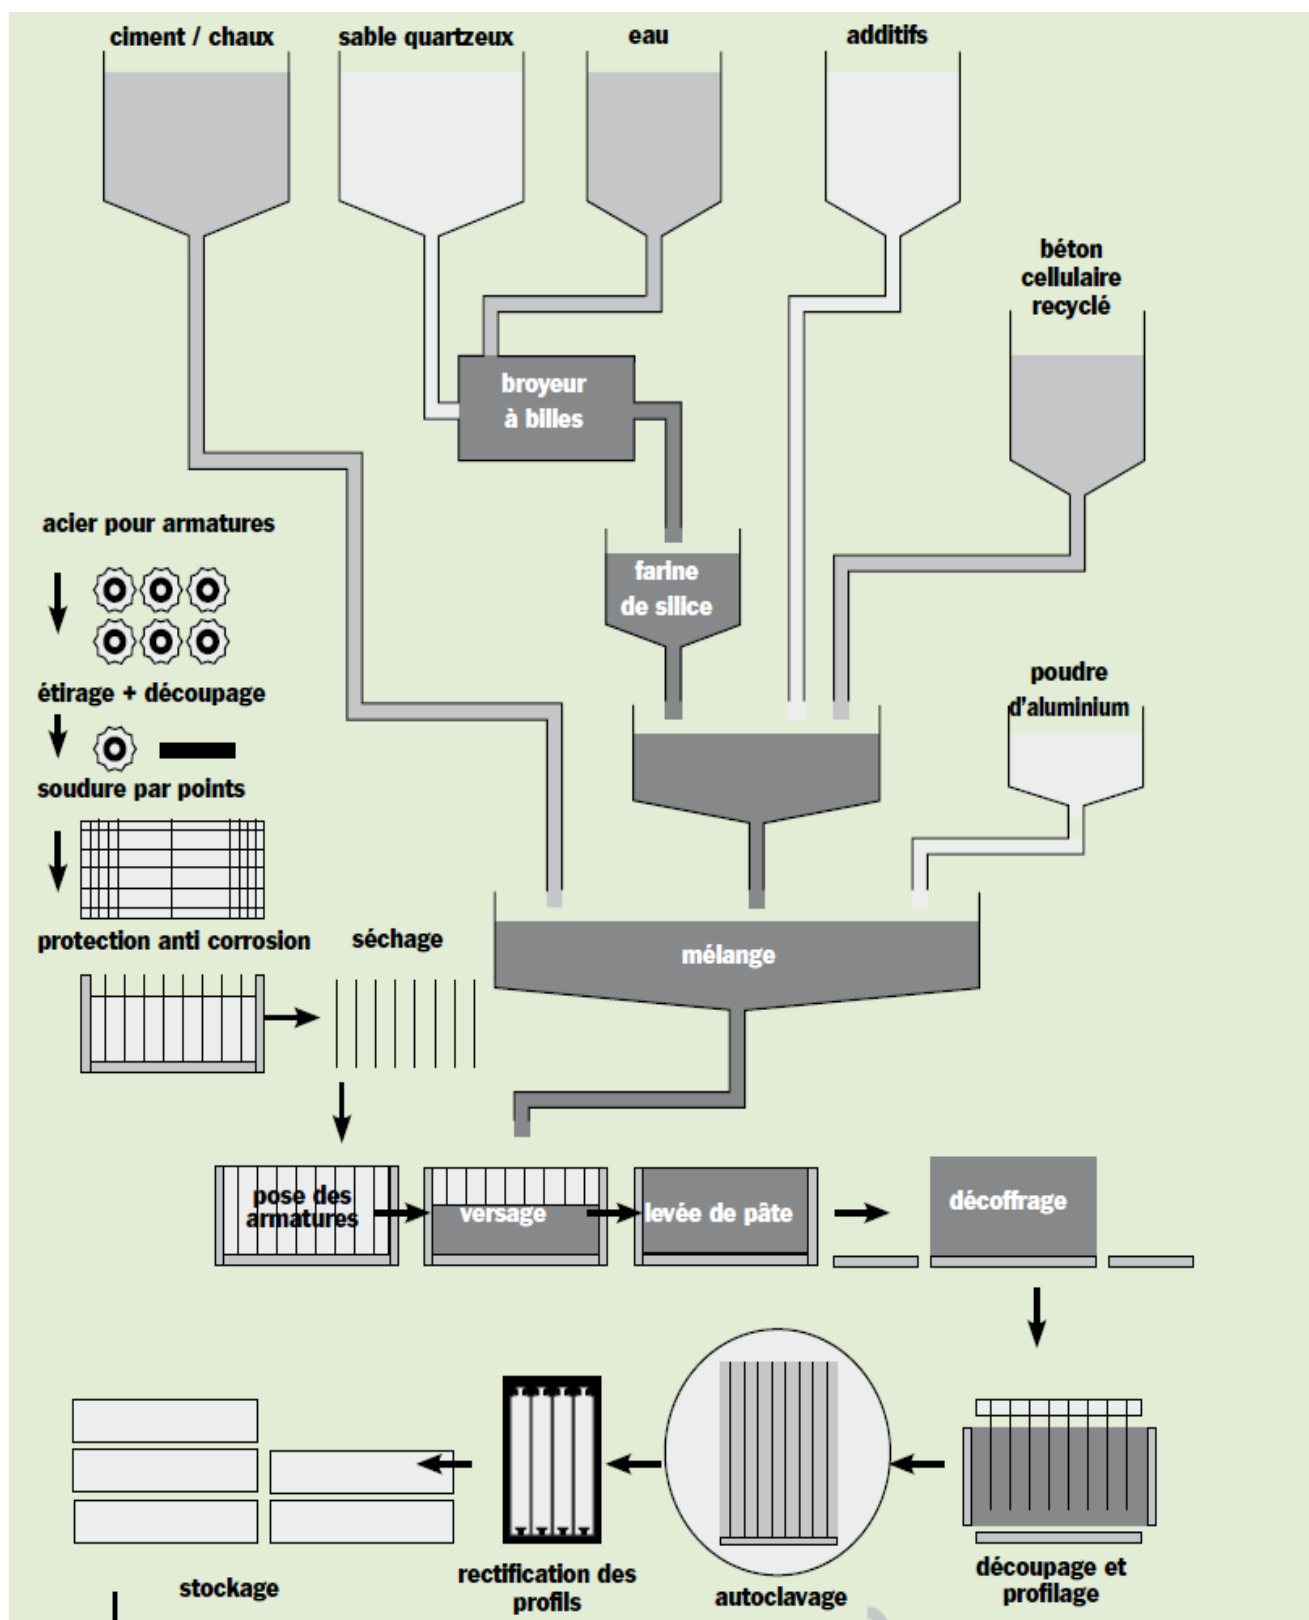 ciment / chaux
sable quartzeux
eau
additifs
béton
cellulaire
recyclé
broyeur
à billes
acier pour armatures
farine
de silice
étirage + découpage
poudre
d'aluminium
soudure par points
protection anti corrosion
séchage
mélange
pose des
armatures
versage
levée de pâte
décoffrage
découpage et
profilage
autoclavage
rectification des
profils
stockage